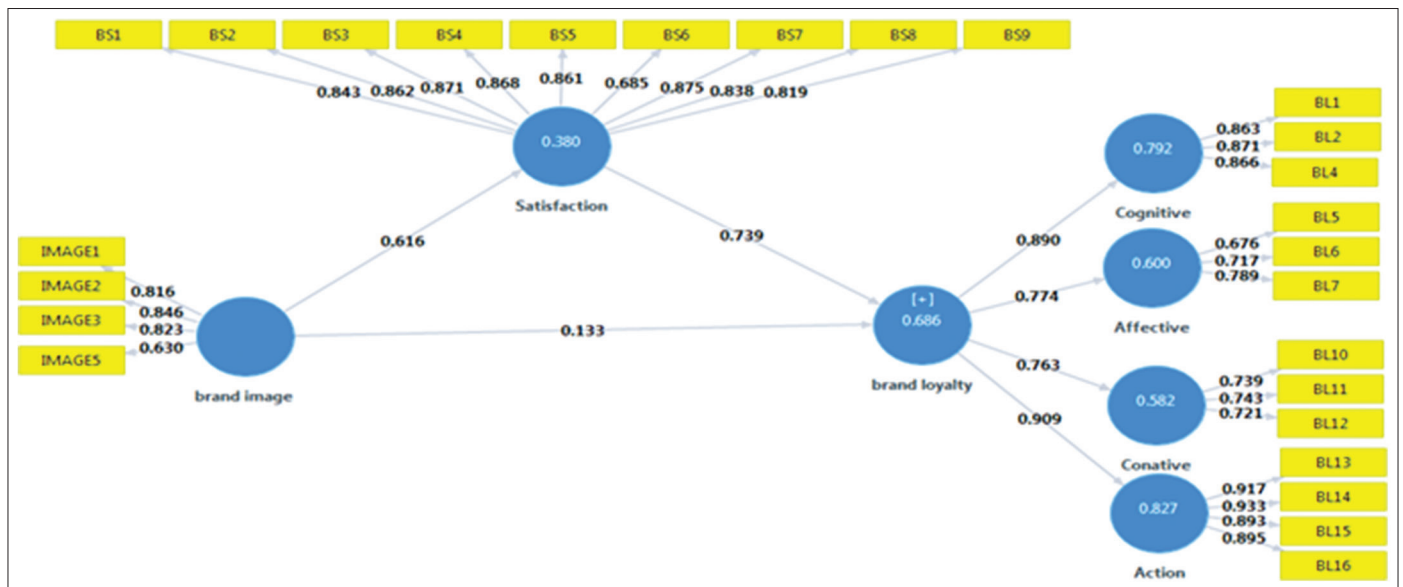 BS1 BS2 BS3 BS4 BS5 BS6 BS7 BS8 BS9
0.843 0.862 0.871 0.868 0.861 0.685 0.875 0.838 0.819
0.380
Satisfaction
0.616
0.739
IMAGE1
IMAGE2
IMAGE3
IMAGE5
0.816
0.846
0.823
0.630
brand image
0.133
[+]
0.686
brand loyalty
0.890
0.774
0.763
0.909
0.792
Cognitive
0.863
0.871
0.866
BL1
BL2
BL4
0.600
Affective
0.676
0.717
0.789
BL5
BL6
BL7
0.582
Conative
0.739
0.743
0.721
BL10
BL11
BL12
0.827
Action
0.917
0.933
0.893
0.895
BL13
BL14
BL15
BL16